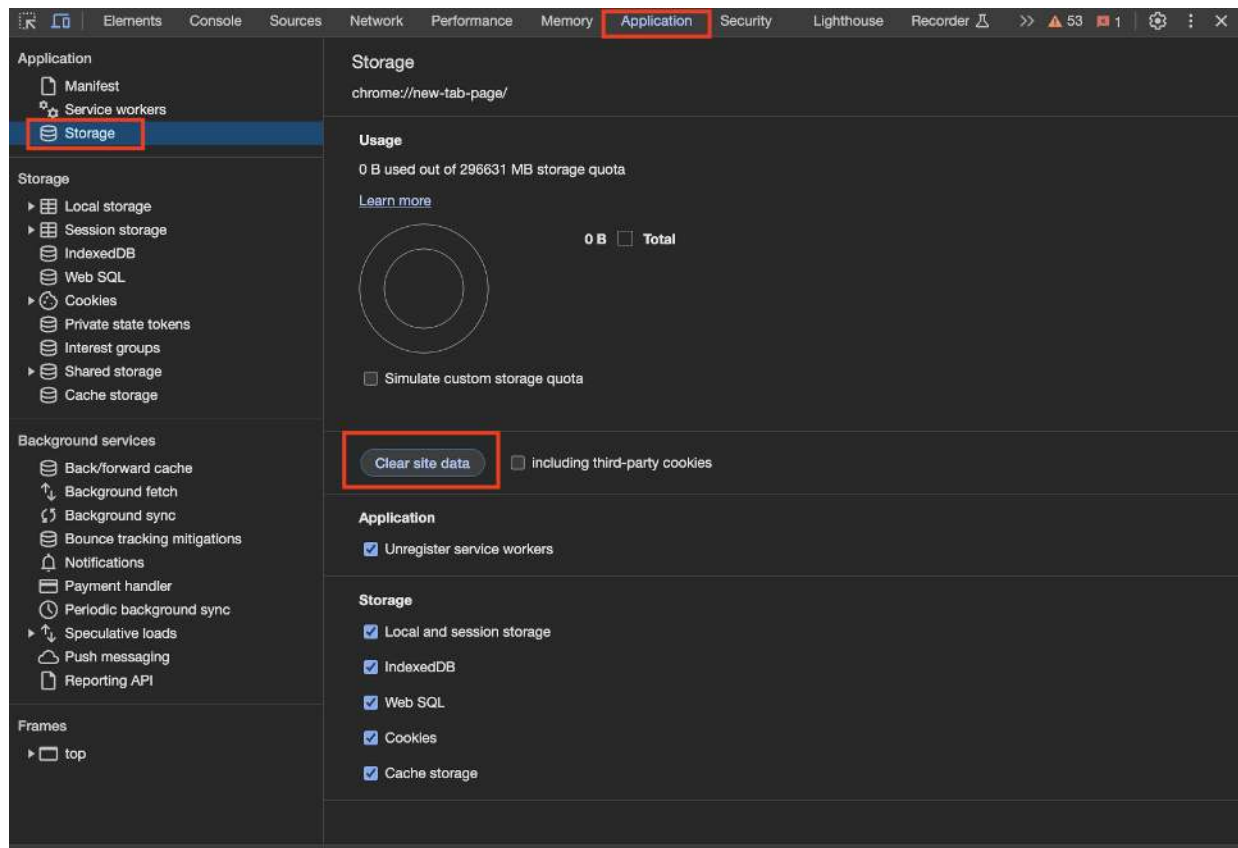 Elements Console Sources Network Performance Memory Application Security Lighthouse Recorder 53 1
Application
Manifest
Service workers
Storage
Storage
Local storage
Session storage
IndexedDB
Web SQL
Cookies
Private state tokens
Interest groups
Shared storage
Cache storage
Background services
Back/forward cache
Background fetch
Background sync
Bounce tracking mitigations
Notifications
Payment handler
Periodic background sync
Speculative loads
Push messaging
Reporting API
Frames
top
Storage
chrome://new-tab-page/
Usage
0 B used out of 296631 MB storage quota
Learn more
0 B Total
Simulate custom storage quota
Clear site data including third-party cookies
Application
Unregister service workers
Storage
Local and session storage
IndexedDB
Web SQL
Cookies
Cache storage